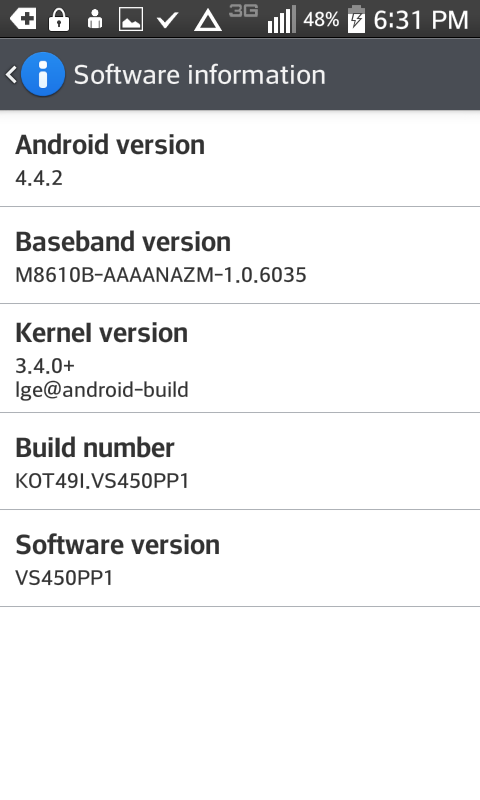 3G 48% 6:31 PM
Software information
Android version
4.4.2
Baseband version
M8610B-AAAANAZM-1.0.6035
Kernel version
3.4.0+
lge@android-build
Build number
KOT49I.VS450PP1
Software version
VS450PP1